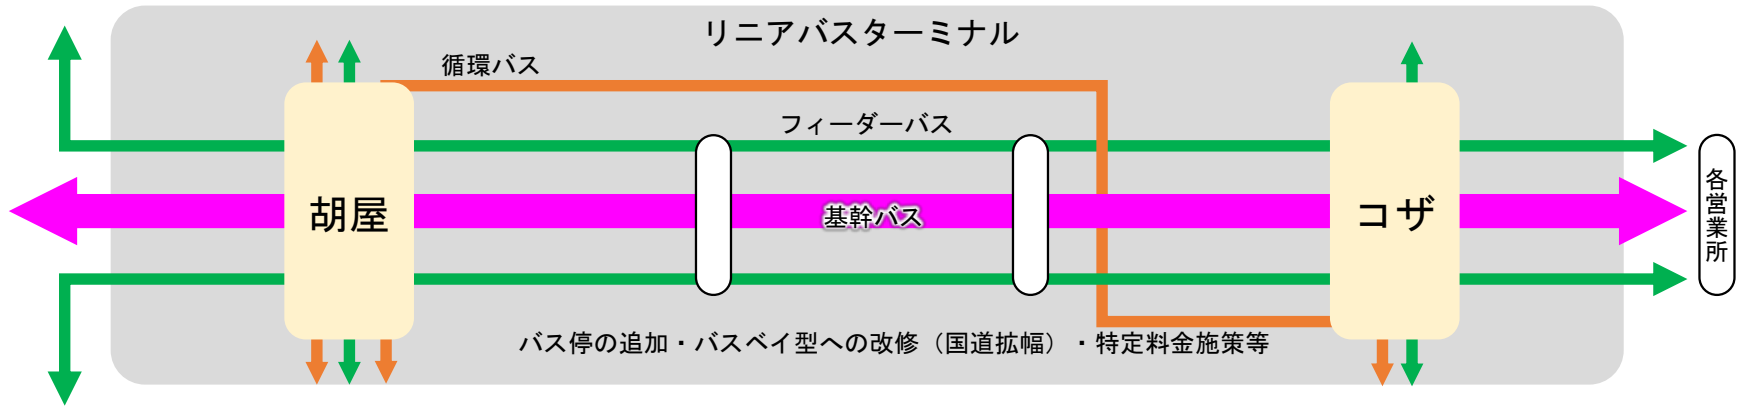 リニアバスターミナル
循環バス
フィーダーバス
胡屋
基幹バス
コザ
各営業所
バス停の追加・バスベイ型への改修（国道拡幅）・特定料金施策等